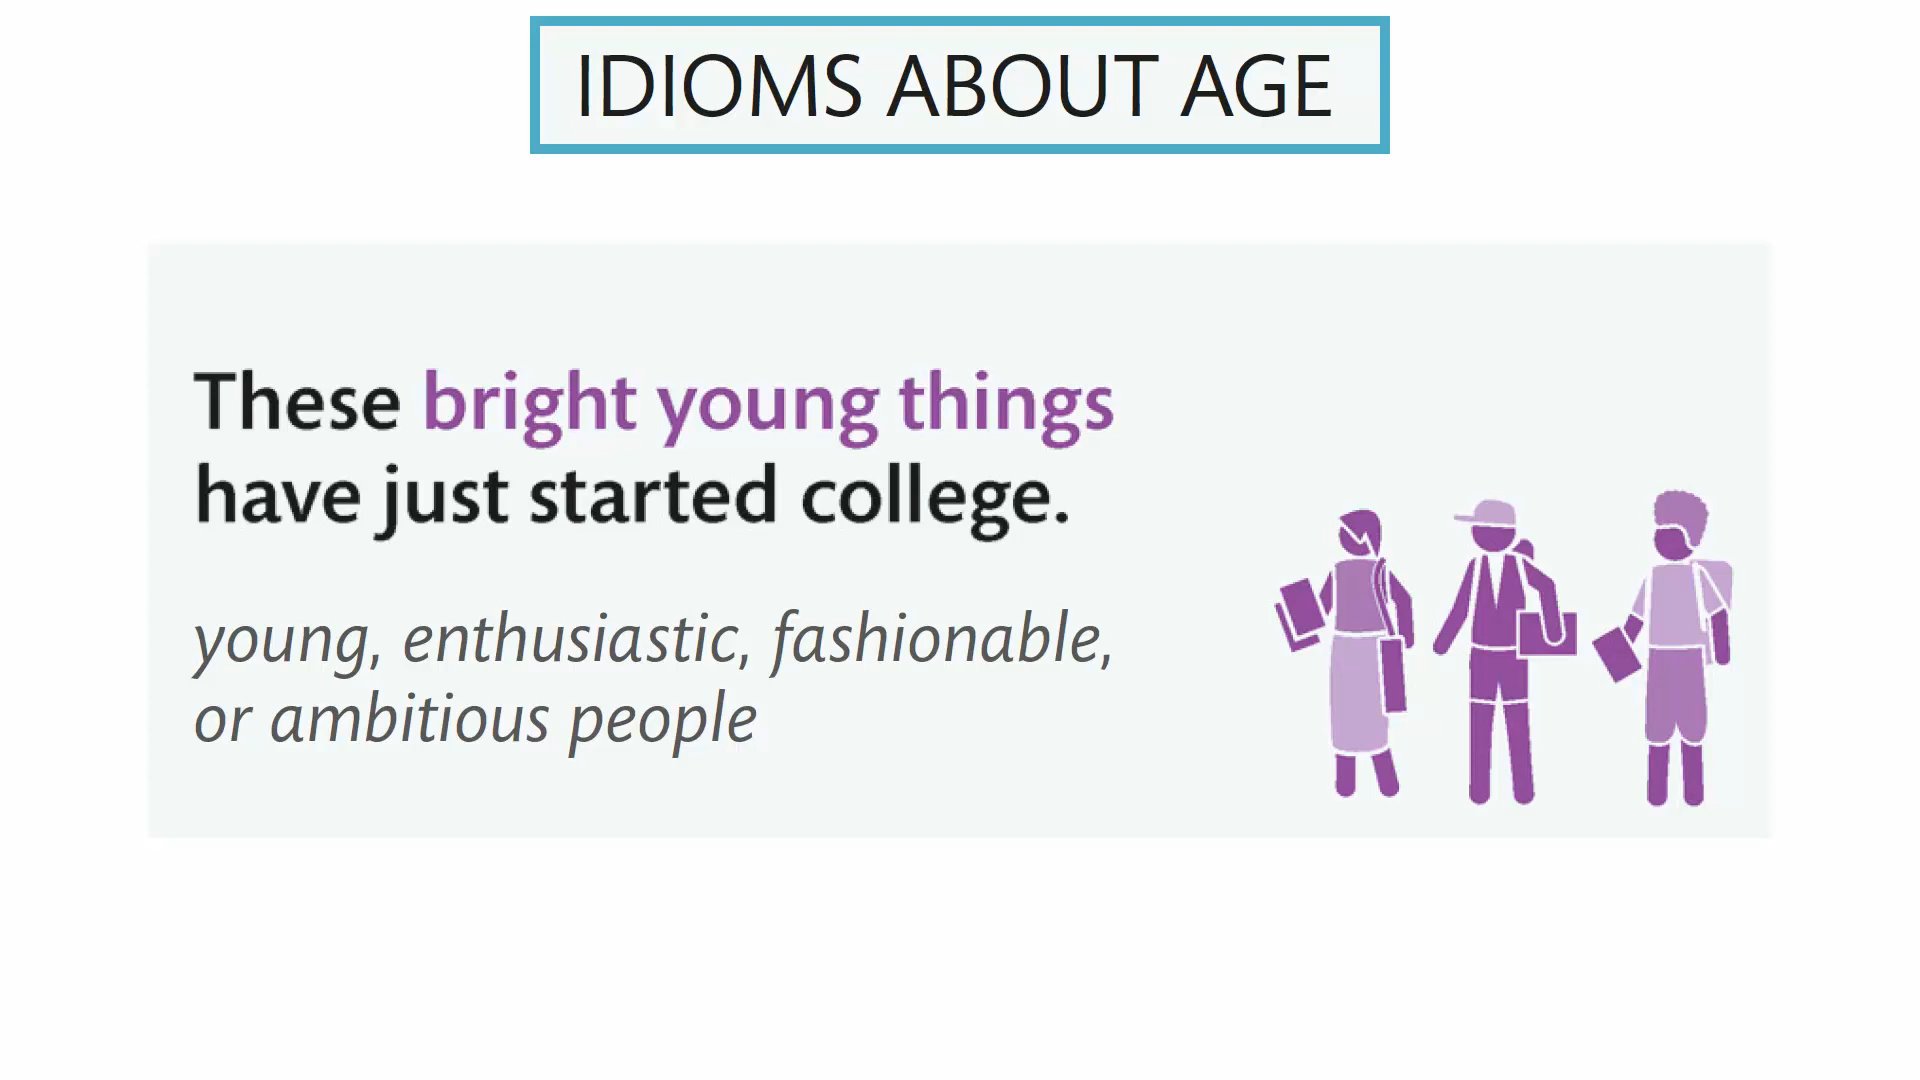 IDIOMS ABOUT AGE
These bright young things
have just started college.
young, enthusiastic, fashionable,
or ambitious people